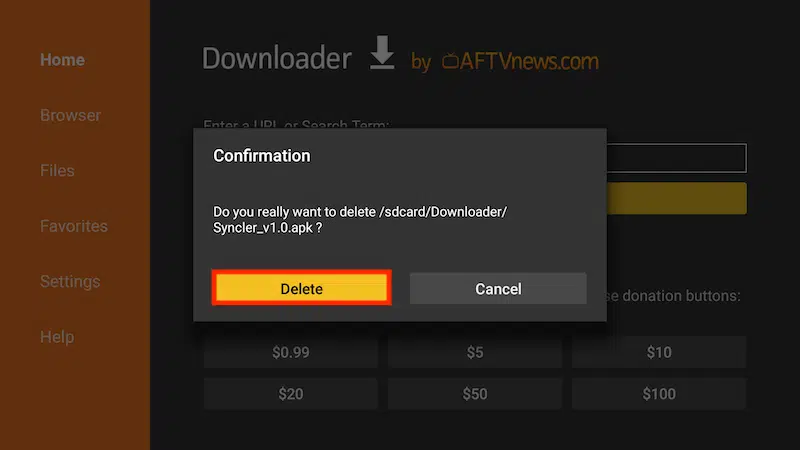 Home
Browser
Files
Favorites
Settings
Help
Downloader by AFTVnews.com
Enter a URL or Search Term:
Confirmation
Do you really want to delete /sdcard/Downloader/
Syncler_v1.0.apk ?
Delete Cancel
donation buttons:
$0.99 $5 $10
$20 $50 $100